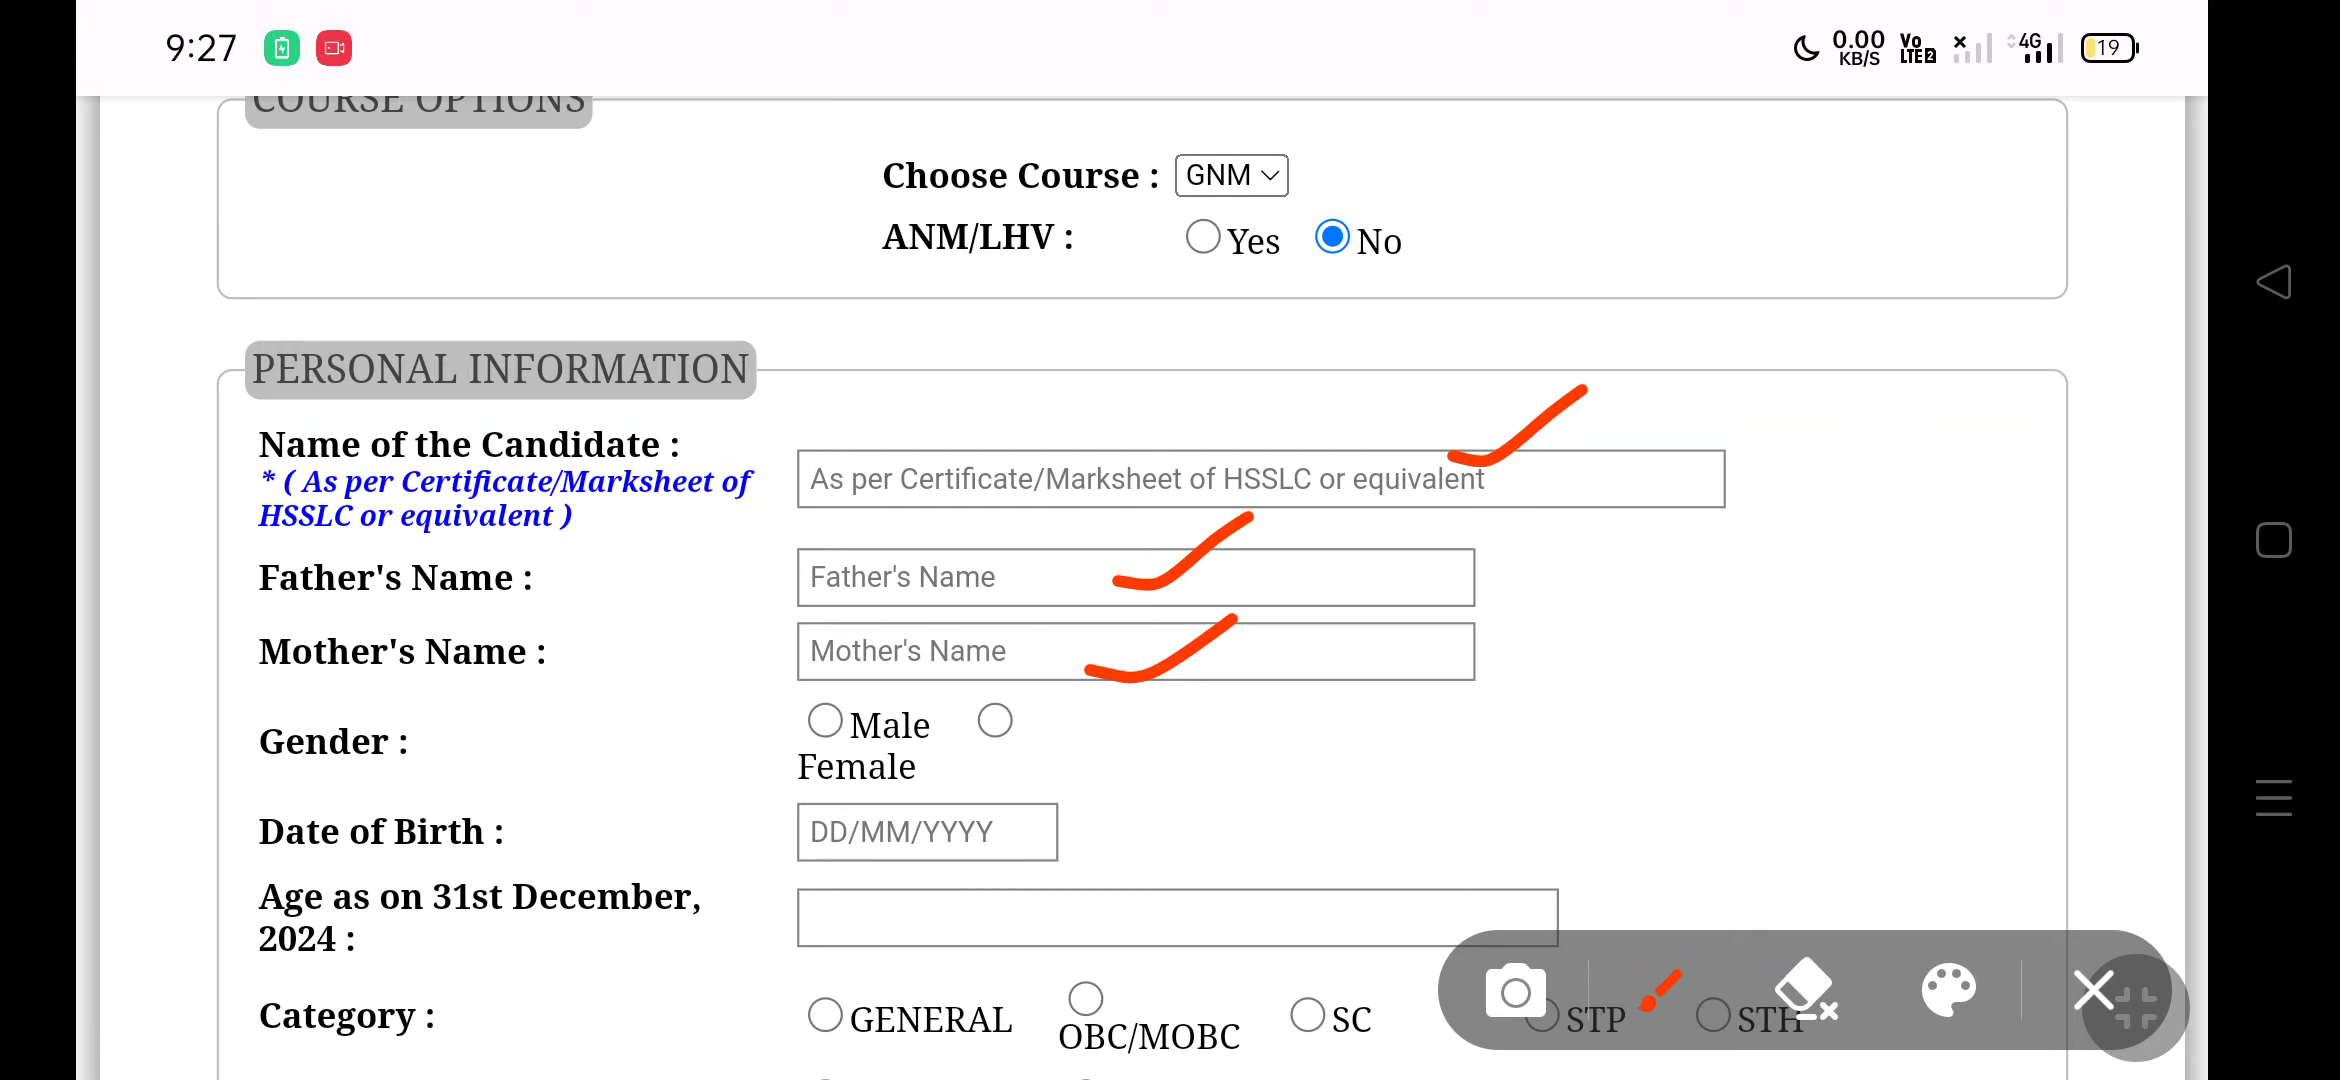 9:27 0.00 KB/S Vo LTE 2 4G 19
COURSE OPTIONS
Choose Course : GNM
ANM/LHV : Yes No
PERSONAL INFORMATION
Name of the Candidate :
* ( As per Certificate/Marksheet of
HSSLC or equivalent )
As per Certificate/Marksheet of HSSLC or equivalent
Father's Name : Father's Name
Mother's Name : Mother's Name
Gender : Male
Female
Date of Birth : DD/MM/YYYY
Age as on 31st December,
2024 :
Category : GENERAL OBC/MOBC SC STP STH